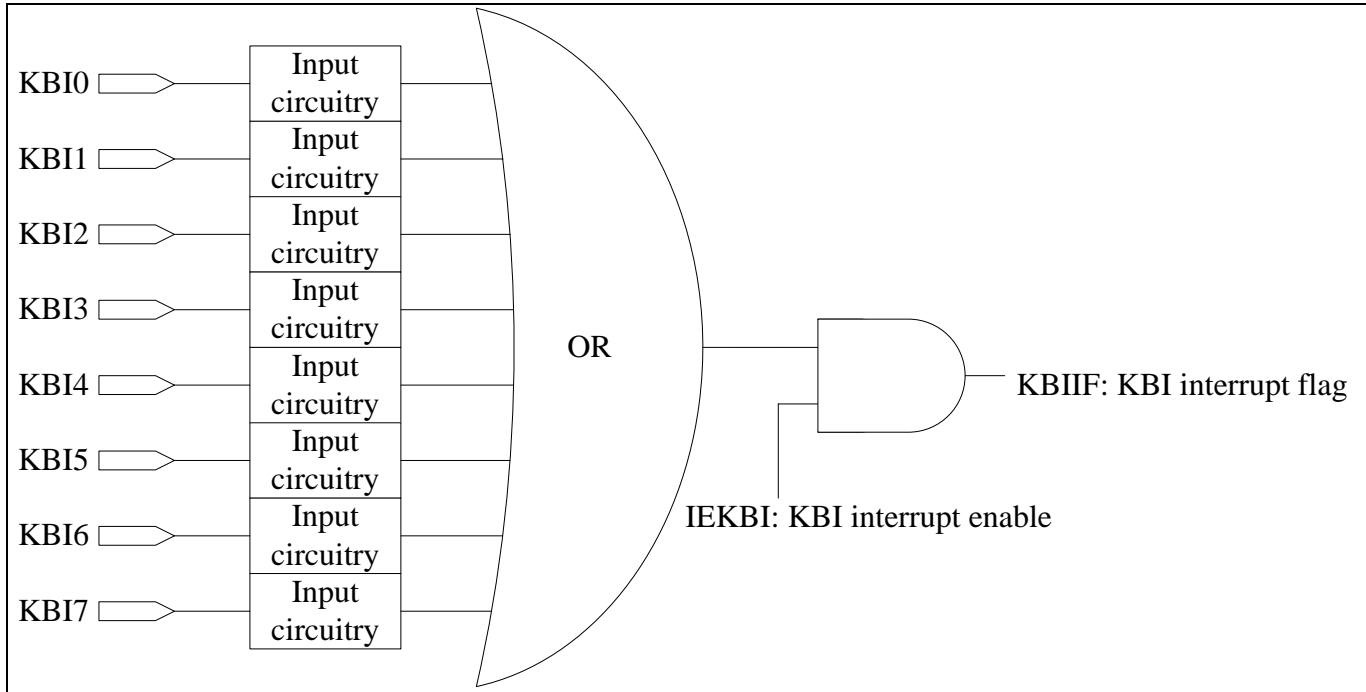 KBI0
Input
circuitry
KBI1
Input
circuitry
KBI2
Input
circuitry
KBI3
Input
circuitry
KBI4
Input
circuitry
KBI5
Input
circuitry
KBI6
Input
circuitry
KBI7
Input
circuitry
OR
KBIIF: KBI interrupt flag
IEKBI: KBI interrupt enable